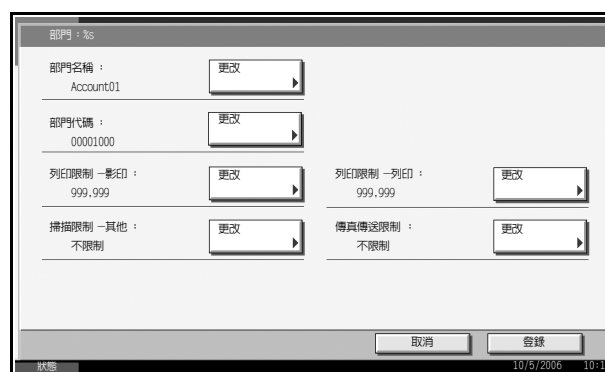 部門：%s
部門名稱： 更改
Account01
部門代碼： 更改
00001000
列印限制 —影印： 更改 列印限制 —列印： 更改
999.999 999.999
掃描限制 —其他： 更改 傳真傳送限制： 更改
不限制 不限制
取消 登錄
狀態 10/5/2006 10:1